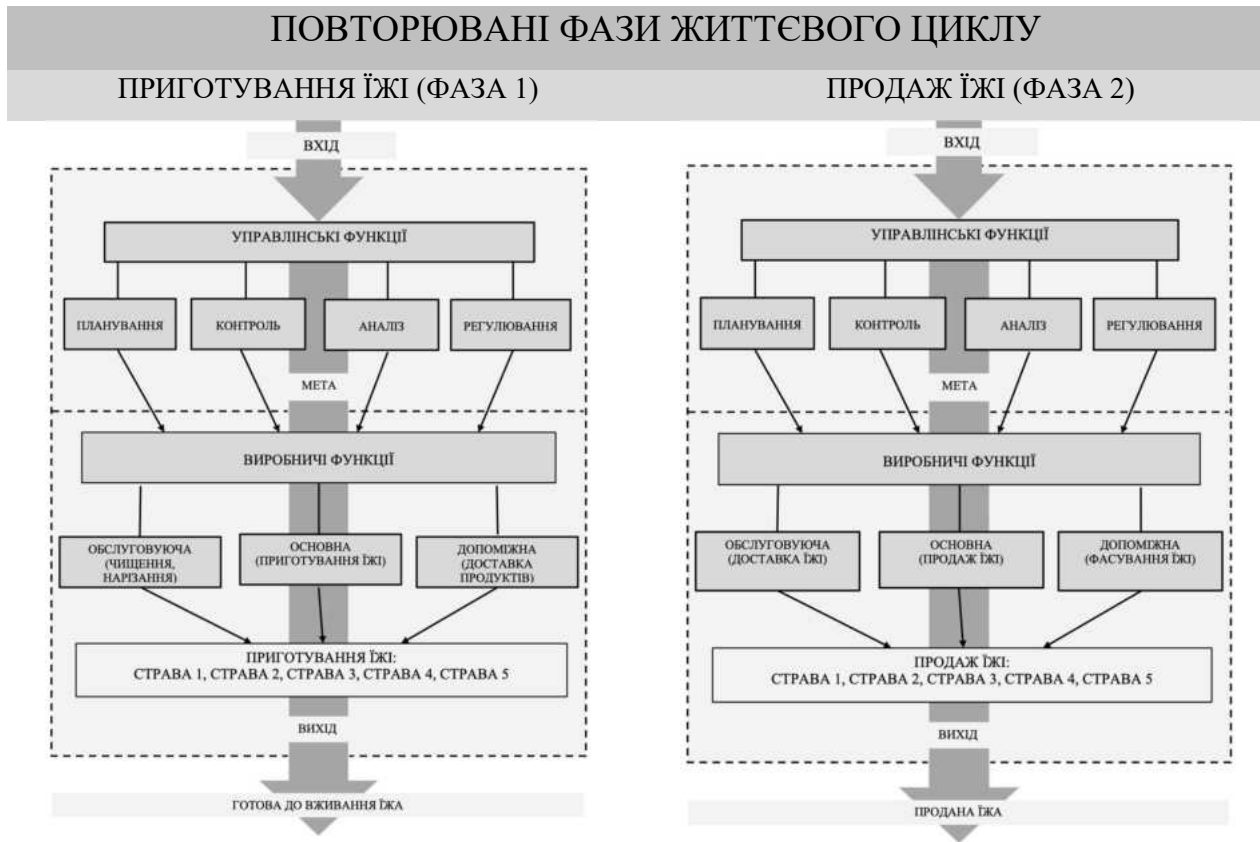 ПОВТОРЮВАНІ ФАЗИ ЖИТТЄВОГО ЦИКЛУ
ПРИГОТУВАННЯ ЇЖІ (ФАЗА 1)
ВХІД
УПРАВЛІНСЬКІ ФУНКЦІЇ
ПЛАНУВАННЯ
КОНТРОЛЬ
АНАЛІЗ
РЕГУЛЮВАННЯ
МЕТА
ВИРОБНИЧІ ФУНКЦІЇ
ОБСЛУГОВУЮЧА
(ЧИЩЕННЯ,
НАРІЗАННЯ)
ОСНОВНА
(ПРИГОТУВАННЯ ЇЖІ)
ДОПОМІЖНА
(ДОСТАВКА
ПРОДУКТІВ)
ПРИГОТУВАННЯ ЇЖІ:
СТРАВА 1, СТРАВА 2, СТРАВА 3, СТРАВА 4, СТРАВА 5
ВИХІД
ГОТОВА ДО ВЖИВАННЯ ЇЖА
ПРОДАЖ ЇЖІ (ФАЗА 2)
ВХІД
УПРАВЛІНСЬКІ ФУНКЦІЇ
ПЛАНУВАННЯ
КОНТРОЛЬ
АНАЛІЗ
РЕГУЛЮВАННЯ
МЕТА
ВИРОБНИЧІ ФУНКЦІЇ
ОБСЛУГОВУЮЧА
(ДОСТАВКА ЇЖІ)
ОСНОВНА
(ПРОДАЖ ЇЖІ)
ДОПОМІЖНА
(ФАСУВАННЯ ЇЖІ)
ПРОДАЖ ЇЖІ:
СТРАВА 1, СТРАВА 2, СТРАВА 3, СТРАВА 4, СТРАВА 5
ВИХІД
ПРОДАНА ЇЖА